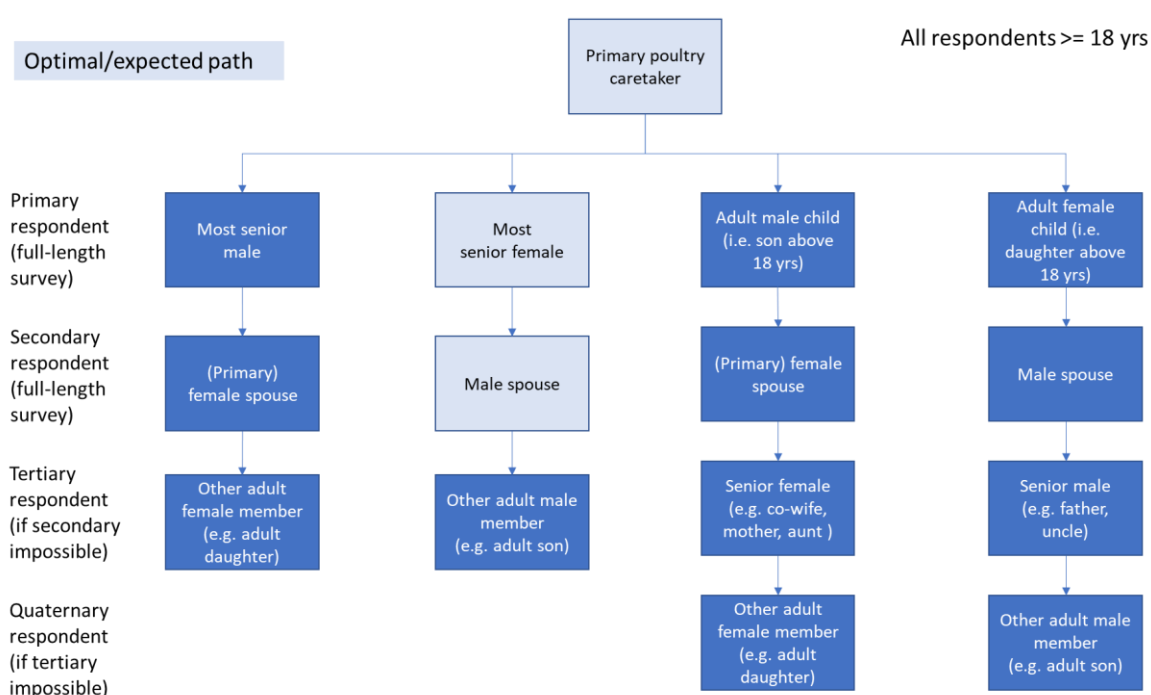 Optimal/expected path
All respondents >= 18 yrs
Primary poultry
caretaker
Primary
respondent
(full-length
survey)
Most senior
male
Most
senior female
Adult male child
(i.e. son above
18 yrs)
Adult female
child (i.e.
daughter above
18 yrs)
Secondary
respondent
(full-length
survey)
(Primary)
female spouse
Male spouse
(Primary) female
spouse
Male spouse
Tertiary
respondent
(if secondary
impossible)
Other adult
female member
(e.g. adult
daughter)
Other adult male
member
(e.g. adult son)
Senior female
(e.g. co-wife,
mother, aunt )
Senior male
(e.g. father,
uncle)
Quaternary
respondent
(if tertiary
impossible)
Other adult
female member
(e.g. adult
daughter)
Other adult male
member
(e.g. adult son)